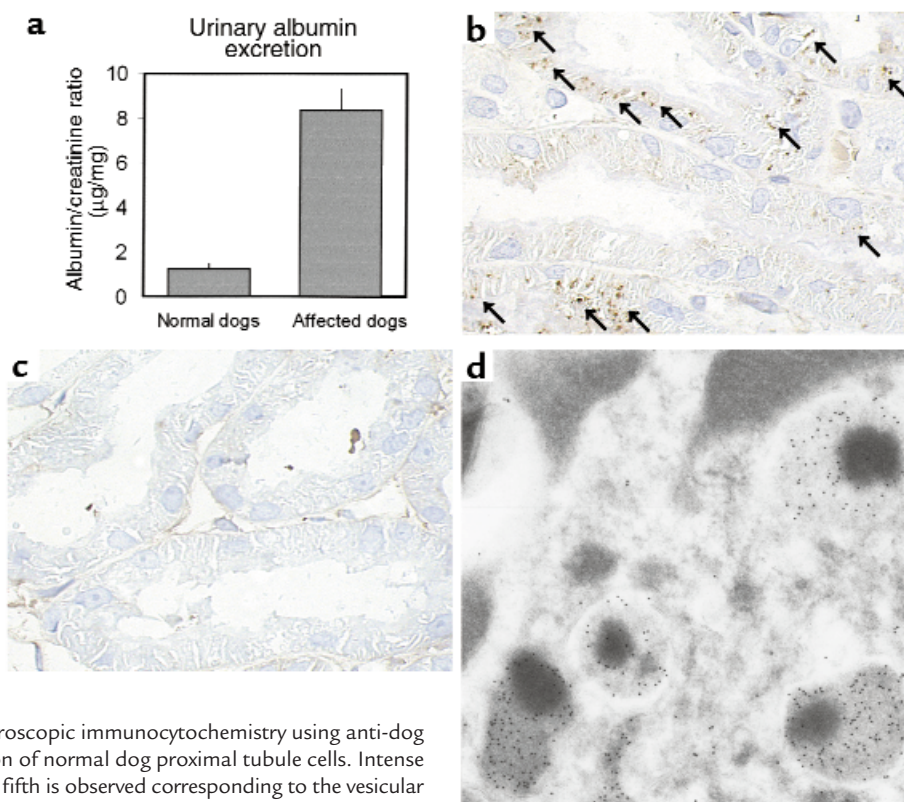 a
Urinary albumin
excretion
Albumin/creatinine ratio
(µg/mg)
10
8
6
4
2
0
Normal dogs
Affected dogs
b
c
d
roscopic immunocytochemistry using anti-dog
on of normal dog proximal tubule cells. Intense
fifth is observed corresponding to the vesicular